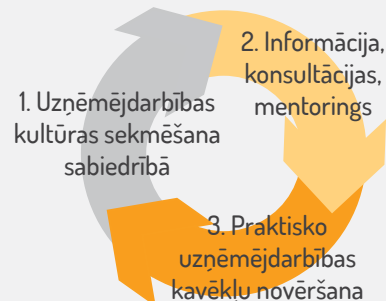 1. Uzņēmējdarbības
kultūras sekmēšana
sabiedrībā
2. Informācija,
konsultācijas,
mentorings
3. Praktisko
uzņēmējdarbības
kavēkļu novēršana